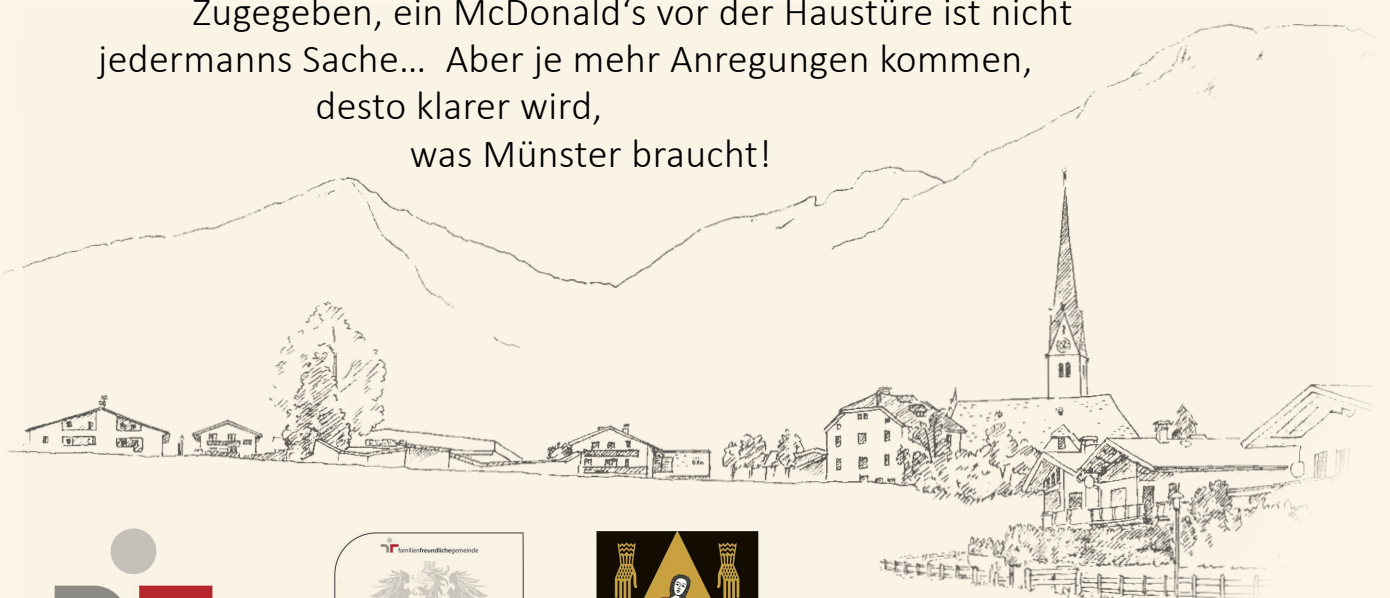 Zugegeben, ein McDonald‘s vor der Haustüre ist nicht
jedermanns Sache… Aber je mehr Anregungen kommen,
desto klarer wird,
was Münster braucht!
familienfreundlichegemeinde